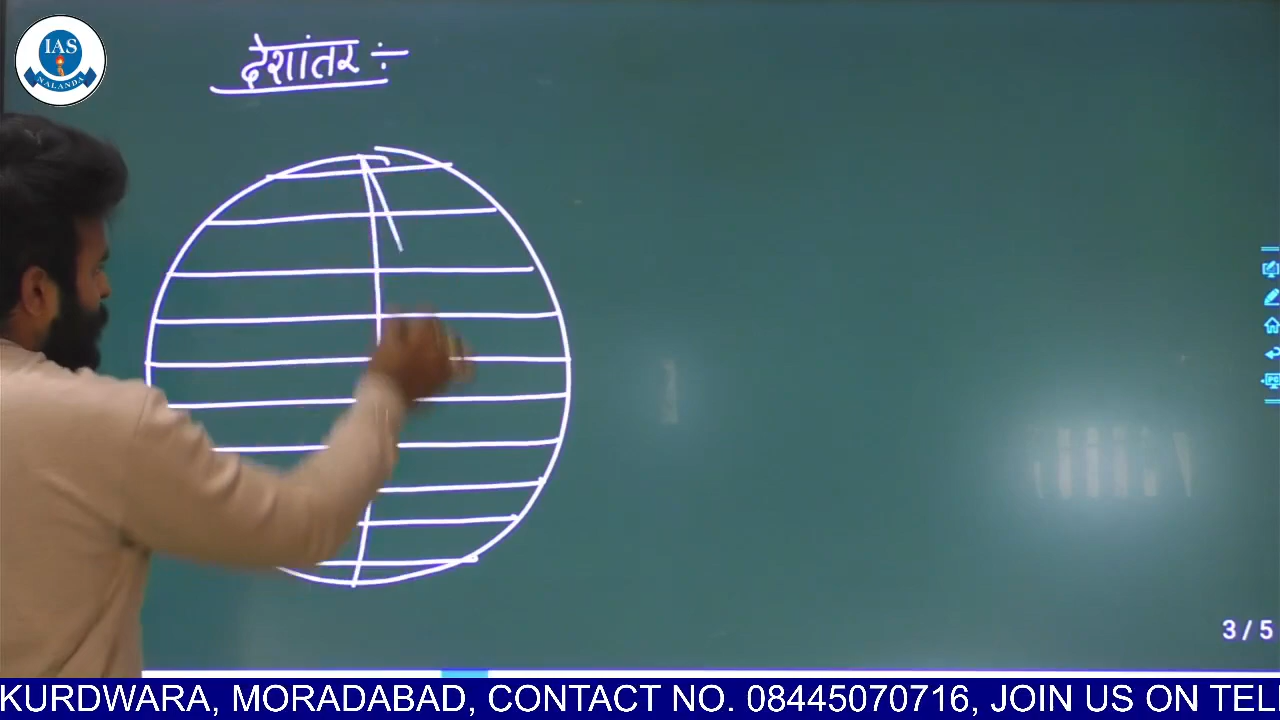 IAS
NALANDA
देशांतर :-
3 / 5
KURDWARA, MORADABAD, CONTACT NO. 08445070716, JOIN US ON TEL